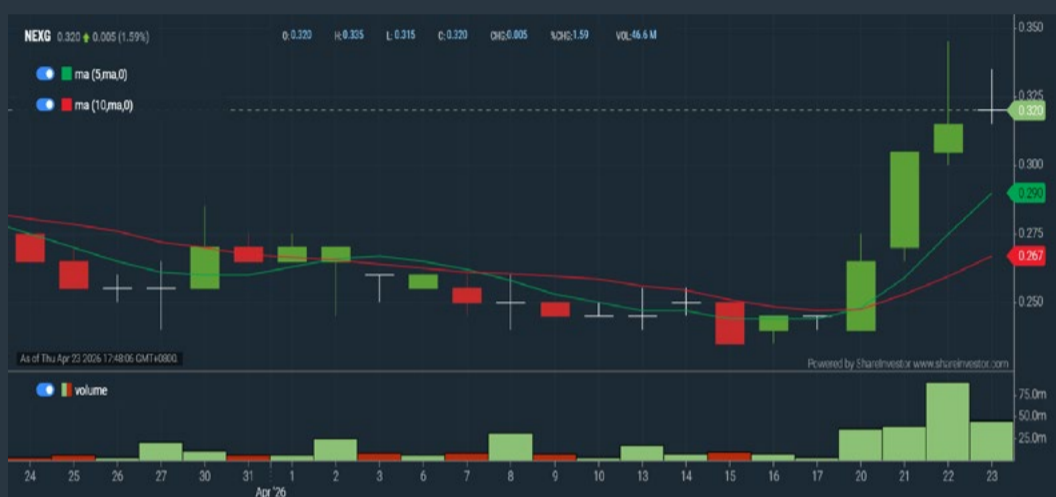 NEXG 0.320 0.005 (1.59%) O: 0.320 H: 0.335 L: 0.315 C: 0.320 CHG:0.005 %CHG:1.59 VOL:46.6 M
ma (5,ma,0)
ma (10,ma,0)
0.350
0.325
0.320
0.300
0.290
0.275
0.267
0.250
As of Thu Apr 23 2026 17:48:06 GMT+0800
Powered by ShareInvestor www.shareinvestor.com
volume
75.0m
50.0m
25.0m
24 25 26 27 30 31 1 2 3 6 7 8 9 10 13 14 15 16 17 20 21 22 23
Apr '26